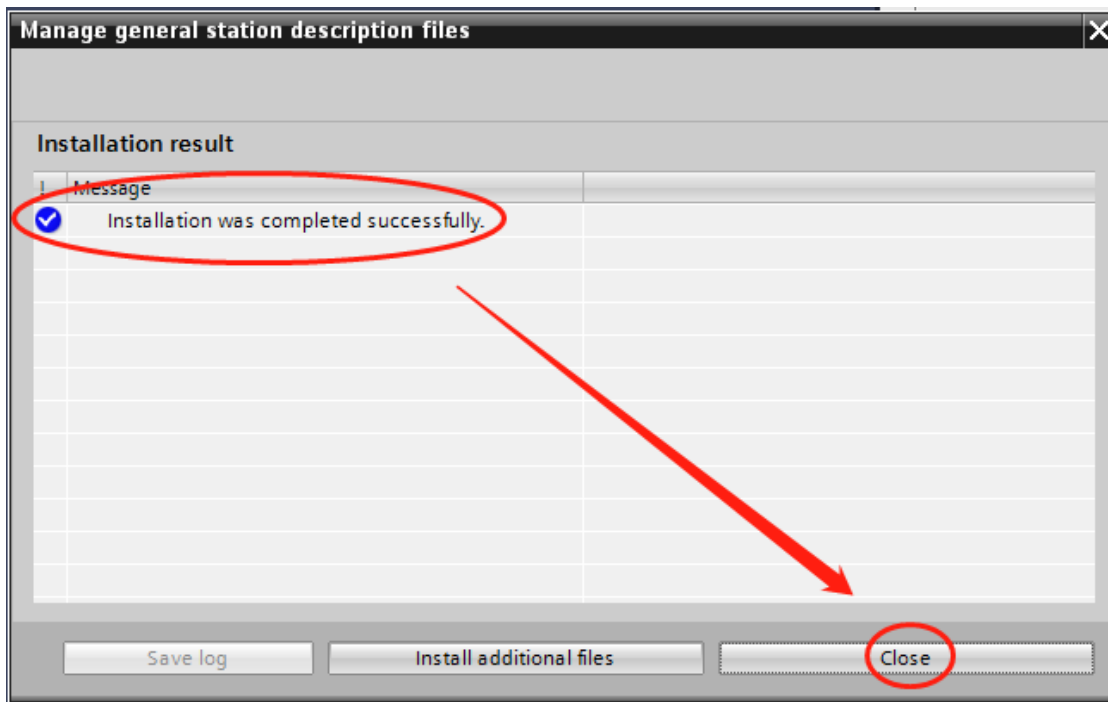 Manage general station description files
Installation result
! Message
Installation was completed successfully.
Save log Install additional files Close